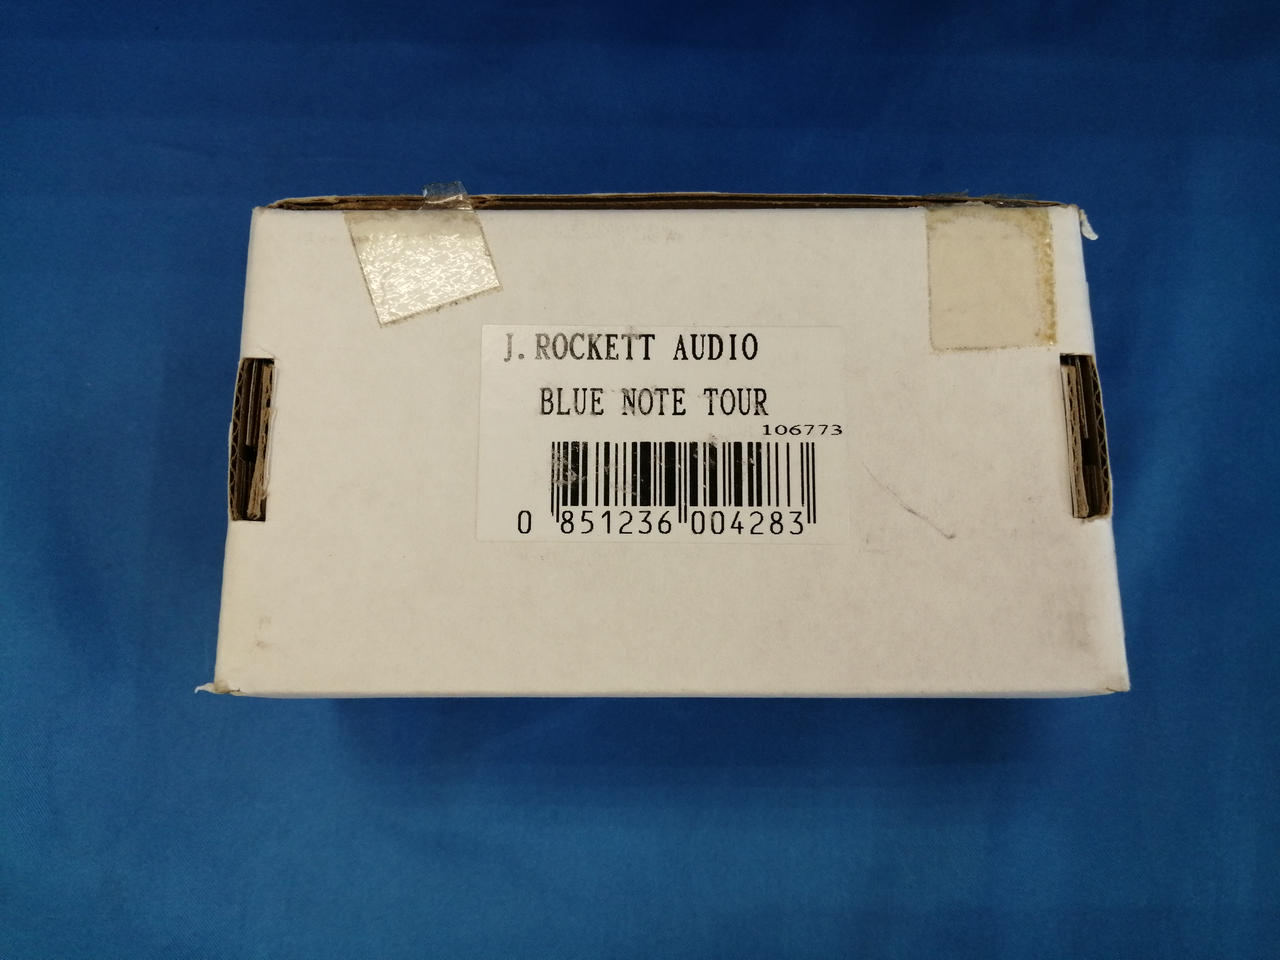 J. ROCKETT AUDIO
BLUE NOTE TOUR
106773
0 851236 004283